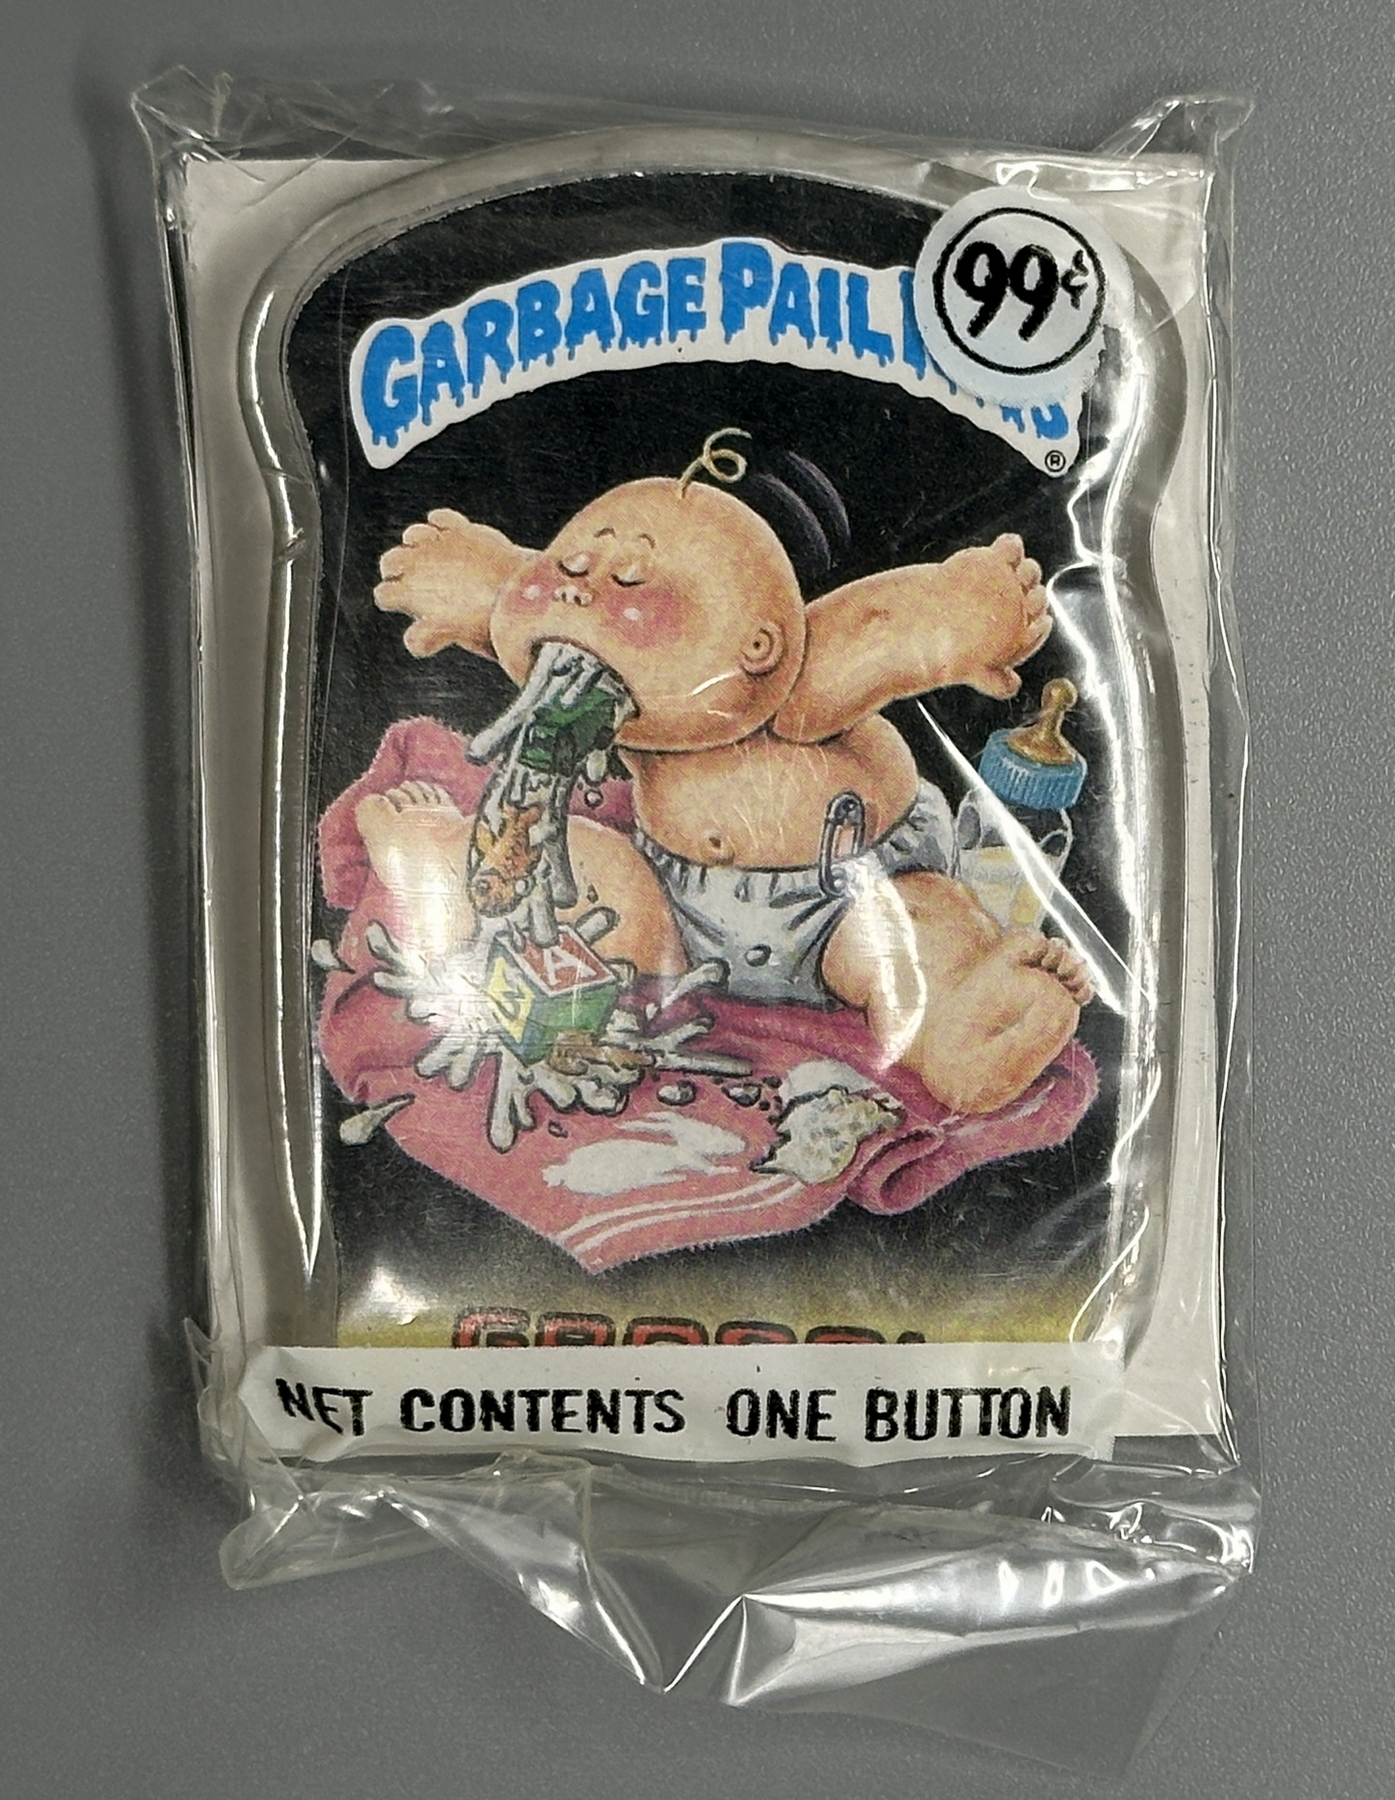 GARBAGE PAIL
99¢
®
A
NET CONTENTS ONE BUTTON